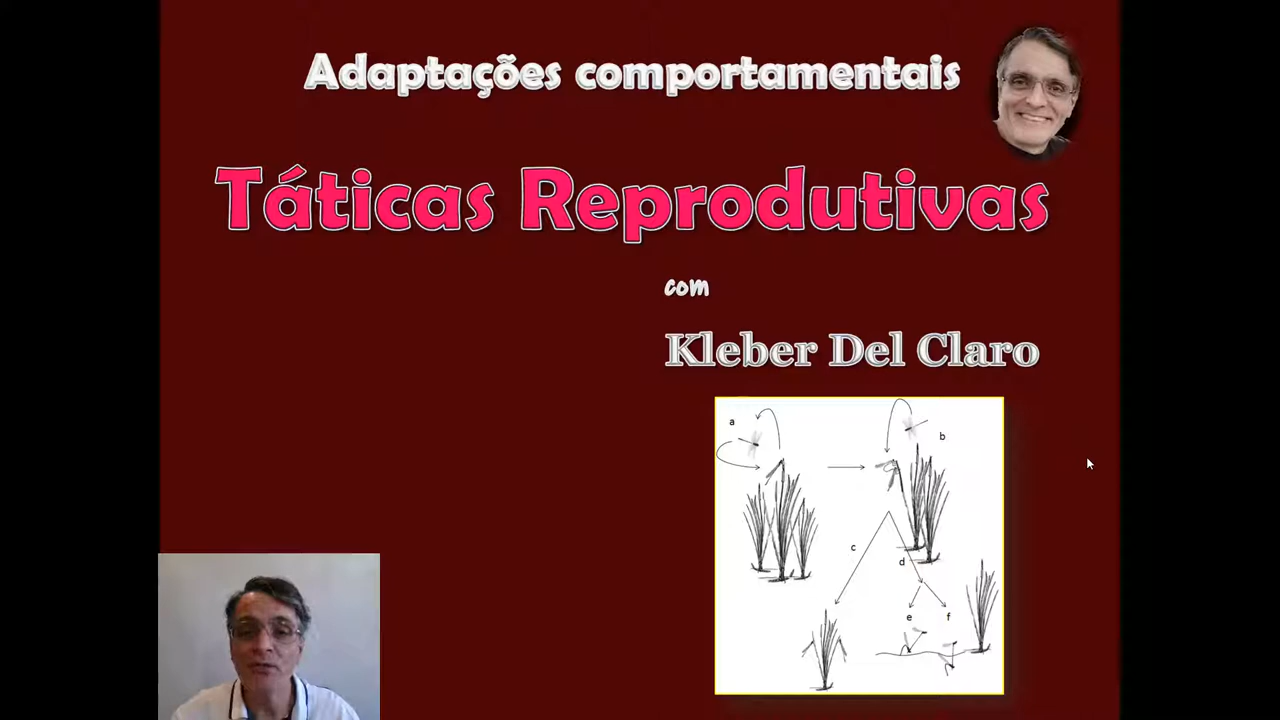 Adaptações comportamentais
Táticas Reprodutivas
com
Kleber Del Claro
a
b
c
d
e
f